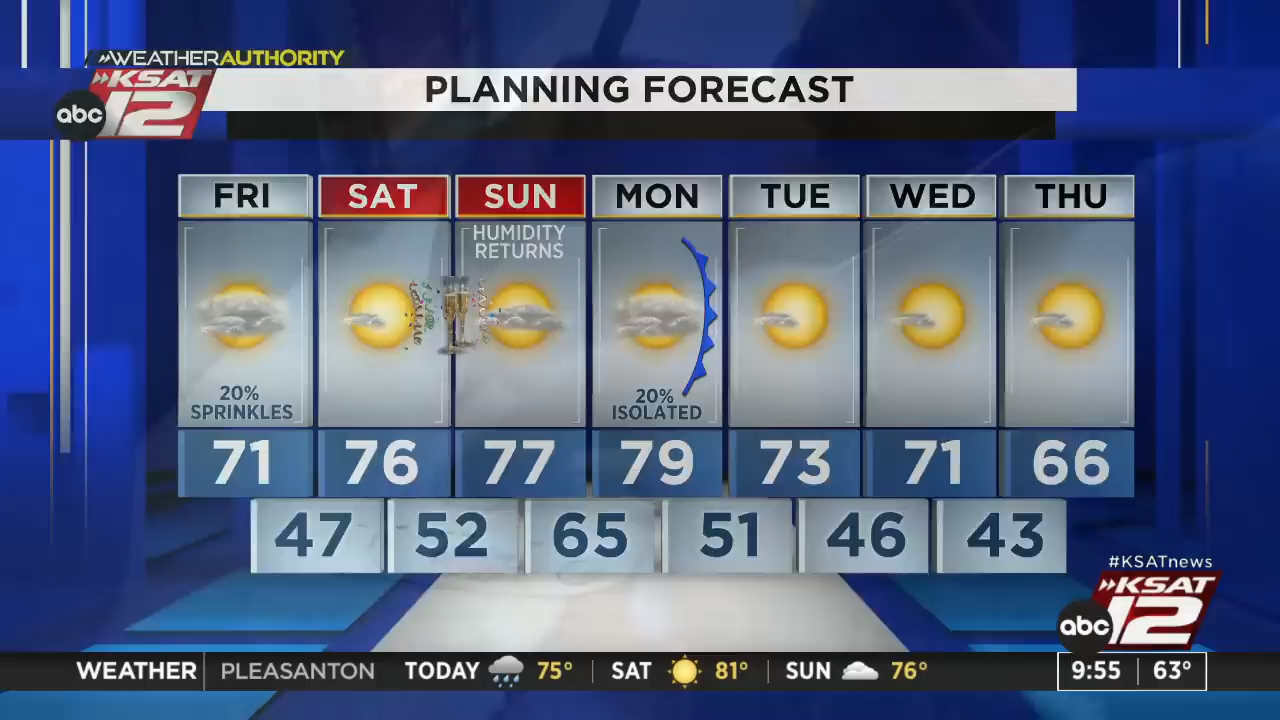 WEATHERAUTHORITY
KSAT
abc 12
PLANNING FORECAST
FRI SAT SUN MON TUE WED THU
HUMIDITY
RETURNS
20%
SPRINKLES
20%
ISOLATED
71 76 77 79 73 71 66
47 52 65 51 46 43
#KSATnews
KSAT
abc 12
WEATHER PLEASANTON TODAY 75° SAT 81° SUN 76° 9:55 63°